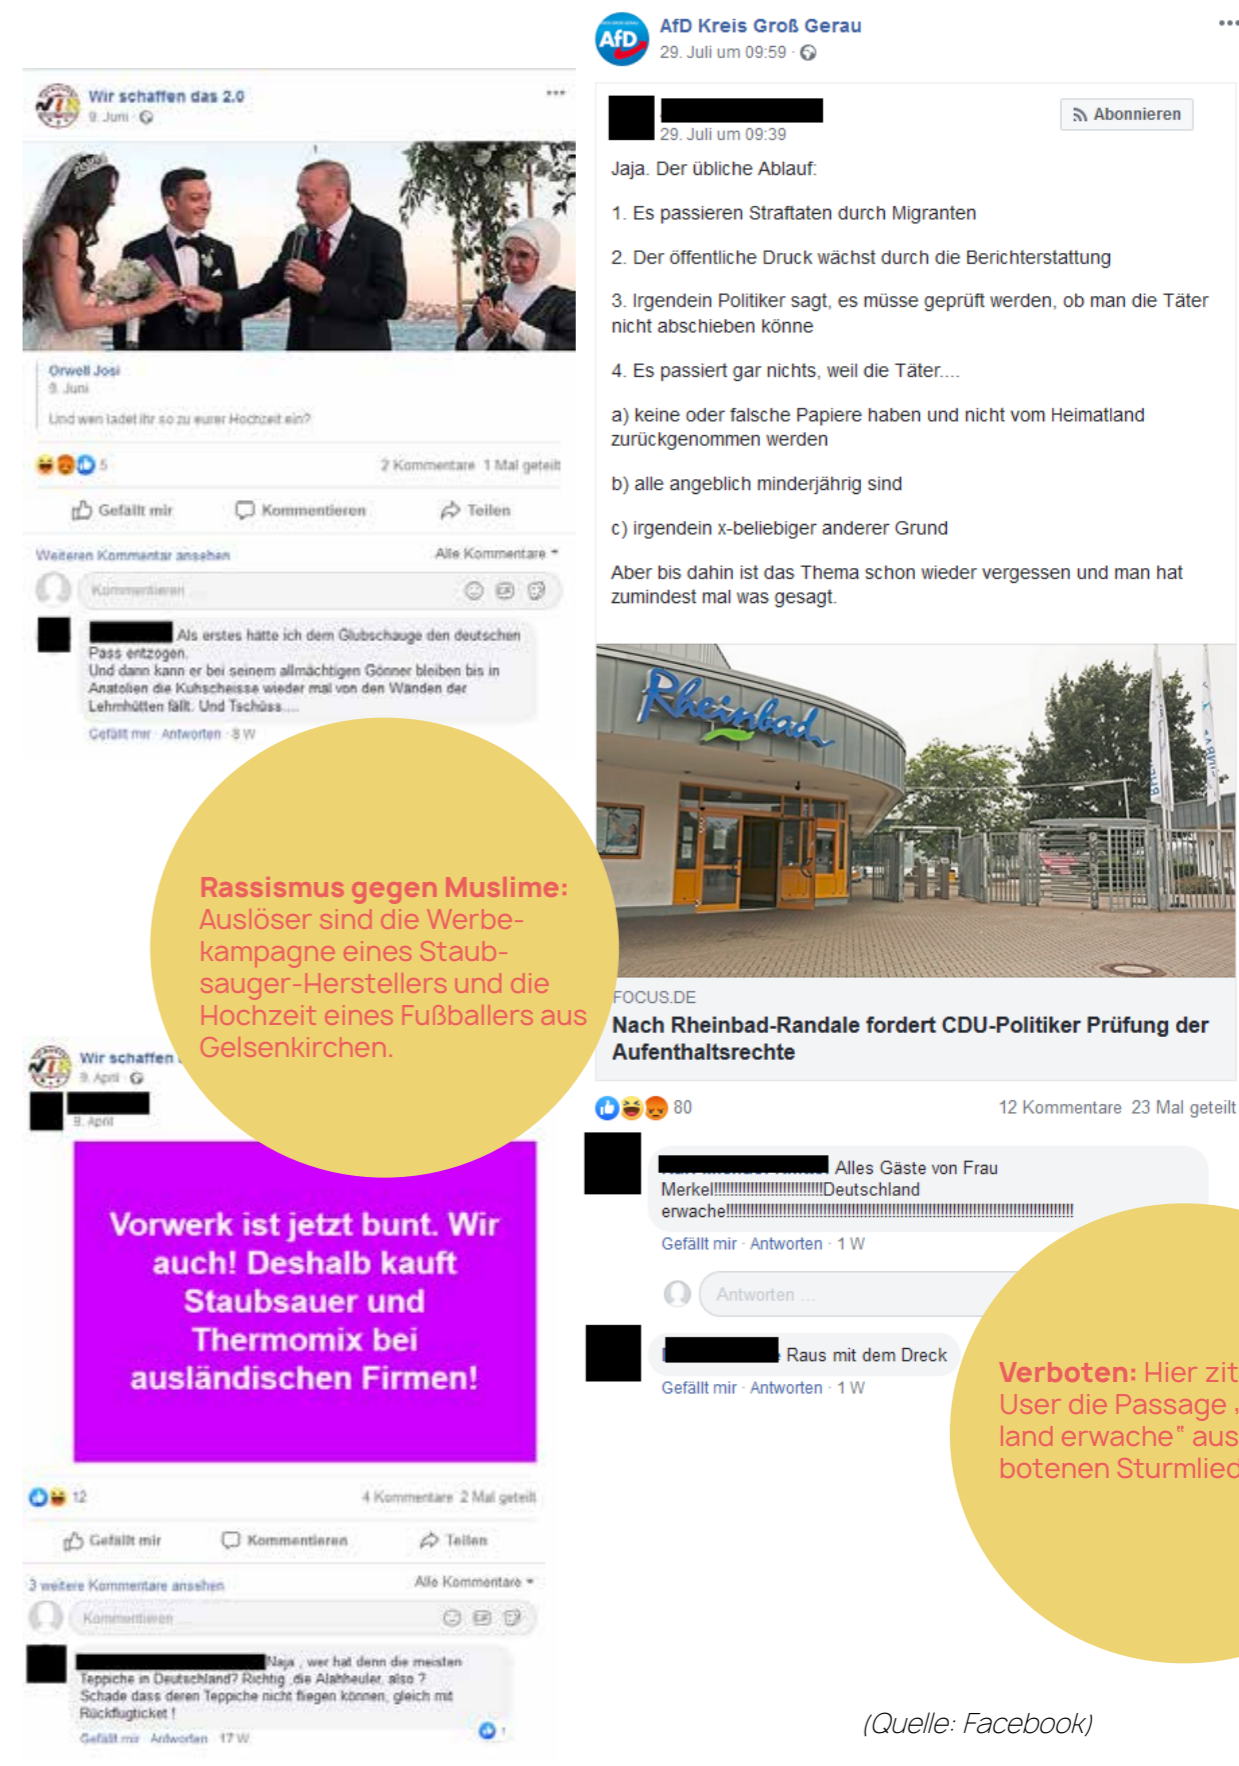 Wir schaffen das 2.0
9. Juni
Orwell Josi
9. Juni
Und wen ladet ihr so zu eurer Hochzeit ein?
5
2 Kommentare 1 Mal geteilt
Gefällt mir
Kommentieren
Teilen
Weiteren Kommentar ansehen
Alle Kommentare
Kommentieren ...
Als erstes hätte ich dem Glubschauge den deutschen
Pass entzogen.
Und dann kann er bei seinem allmächtigen Gönner bleiben bis in
Anatolien die Kuhscheisse wieder mal von den Wänden der
Lehmhütten fällt. Und Tschüss....
Gefällt mir · Antworten · 8 W
Rassismus gegen Muslime:
Auslöser sind die Werbe-
kampagne eines Staub-
sauger-Herstellers und die
Hochzeit eines Fußballers aus
Gelsenkirchen.
Wir schaffen
9. April
9. April
Vorwerk ist jetzt bunt. Wir
auch! Deshalb kauft
Staubsauer und
Thermomix bei
ausländischen Firmen!
12
4 Kommentare 2 Mal geteilt
Gefällt mir
Kommentieren
Teilen
3 weitere Kommentare ansehen
Alle Kommentare
Kommentieren ...
Naja , wer hat denn die meisten
Teppiche in Deutschland? Richtig ,die Alahheuler, also ?
Schade dass deren Teppiche nicht fliegen können, gleich mit
Rückflugticket !
Gefällt mir · Antworten · 17 W
1
AfD
AfD Kreis Groß Gerau
29. Juli um 09:59
29. Juli um 09:39
Abonnieren
Jaja. Der übliche Ablauf:
1. Es passieren Straftaten durch Migranten
2. Der öffentliche Druck wächst durch die Berichterstattung
3. Irgendein Politiker sagt, es müsse geprüft werden, ob man die Täter
nicht abschieben könne
4. Es passiert gar nichts, weil die Täter....
a) keine oder falsche Papiere haben und nicht vom Heimatland
zurückgenommen werden
b) alle angeblich minderjährig sind
c) irgendein x-beliebiger anderer Grund
Aber bis dahin ist das Thema schon wieder vergessen und man hat
zumindest mal was gesagt.
Rheinbad
FOCUS.DE
Nach Rheinbad-Randale fordert CDU-Politiker Prüfung der
Aufenthaltsrechte
80
12 Kommentare 23 Mal geteilt
Alles Gäste von Frau
Merkel!!!!!!!!!!!!!!!!!!!!!!!!!!!Deutschland
erwache!!!!!!!!!!!!!!!!!!!!!!!!!!!!!!!!!!!!!!!!!!!!!!!!!!!!!!!!!!!!!!!!!!!!!!!!!!!!!!!!!!!!!!
Gefällt mir · Antworten · 1 W
Antworten ...
Raus mit dem Dreck
Gefällt mir · Antworten · 1 W
Verboten: Hier zit
User die Passage „
land erwache" aus
botenen Sturmlied
(Quelle: Facebook)